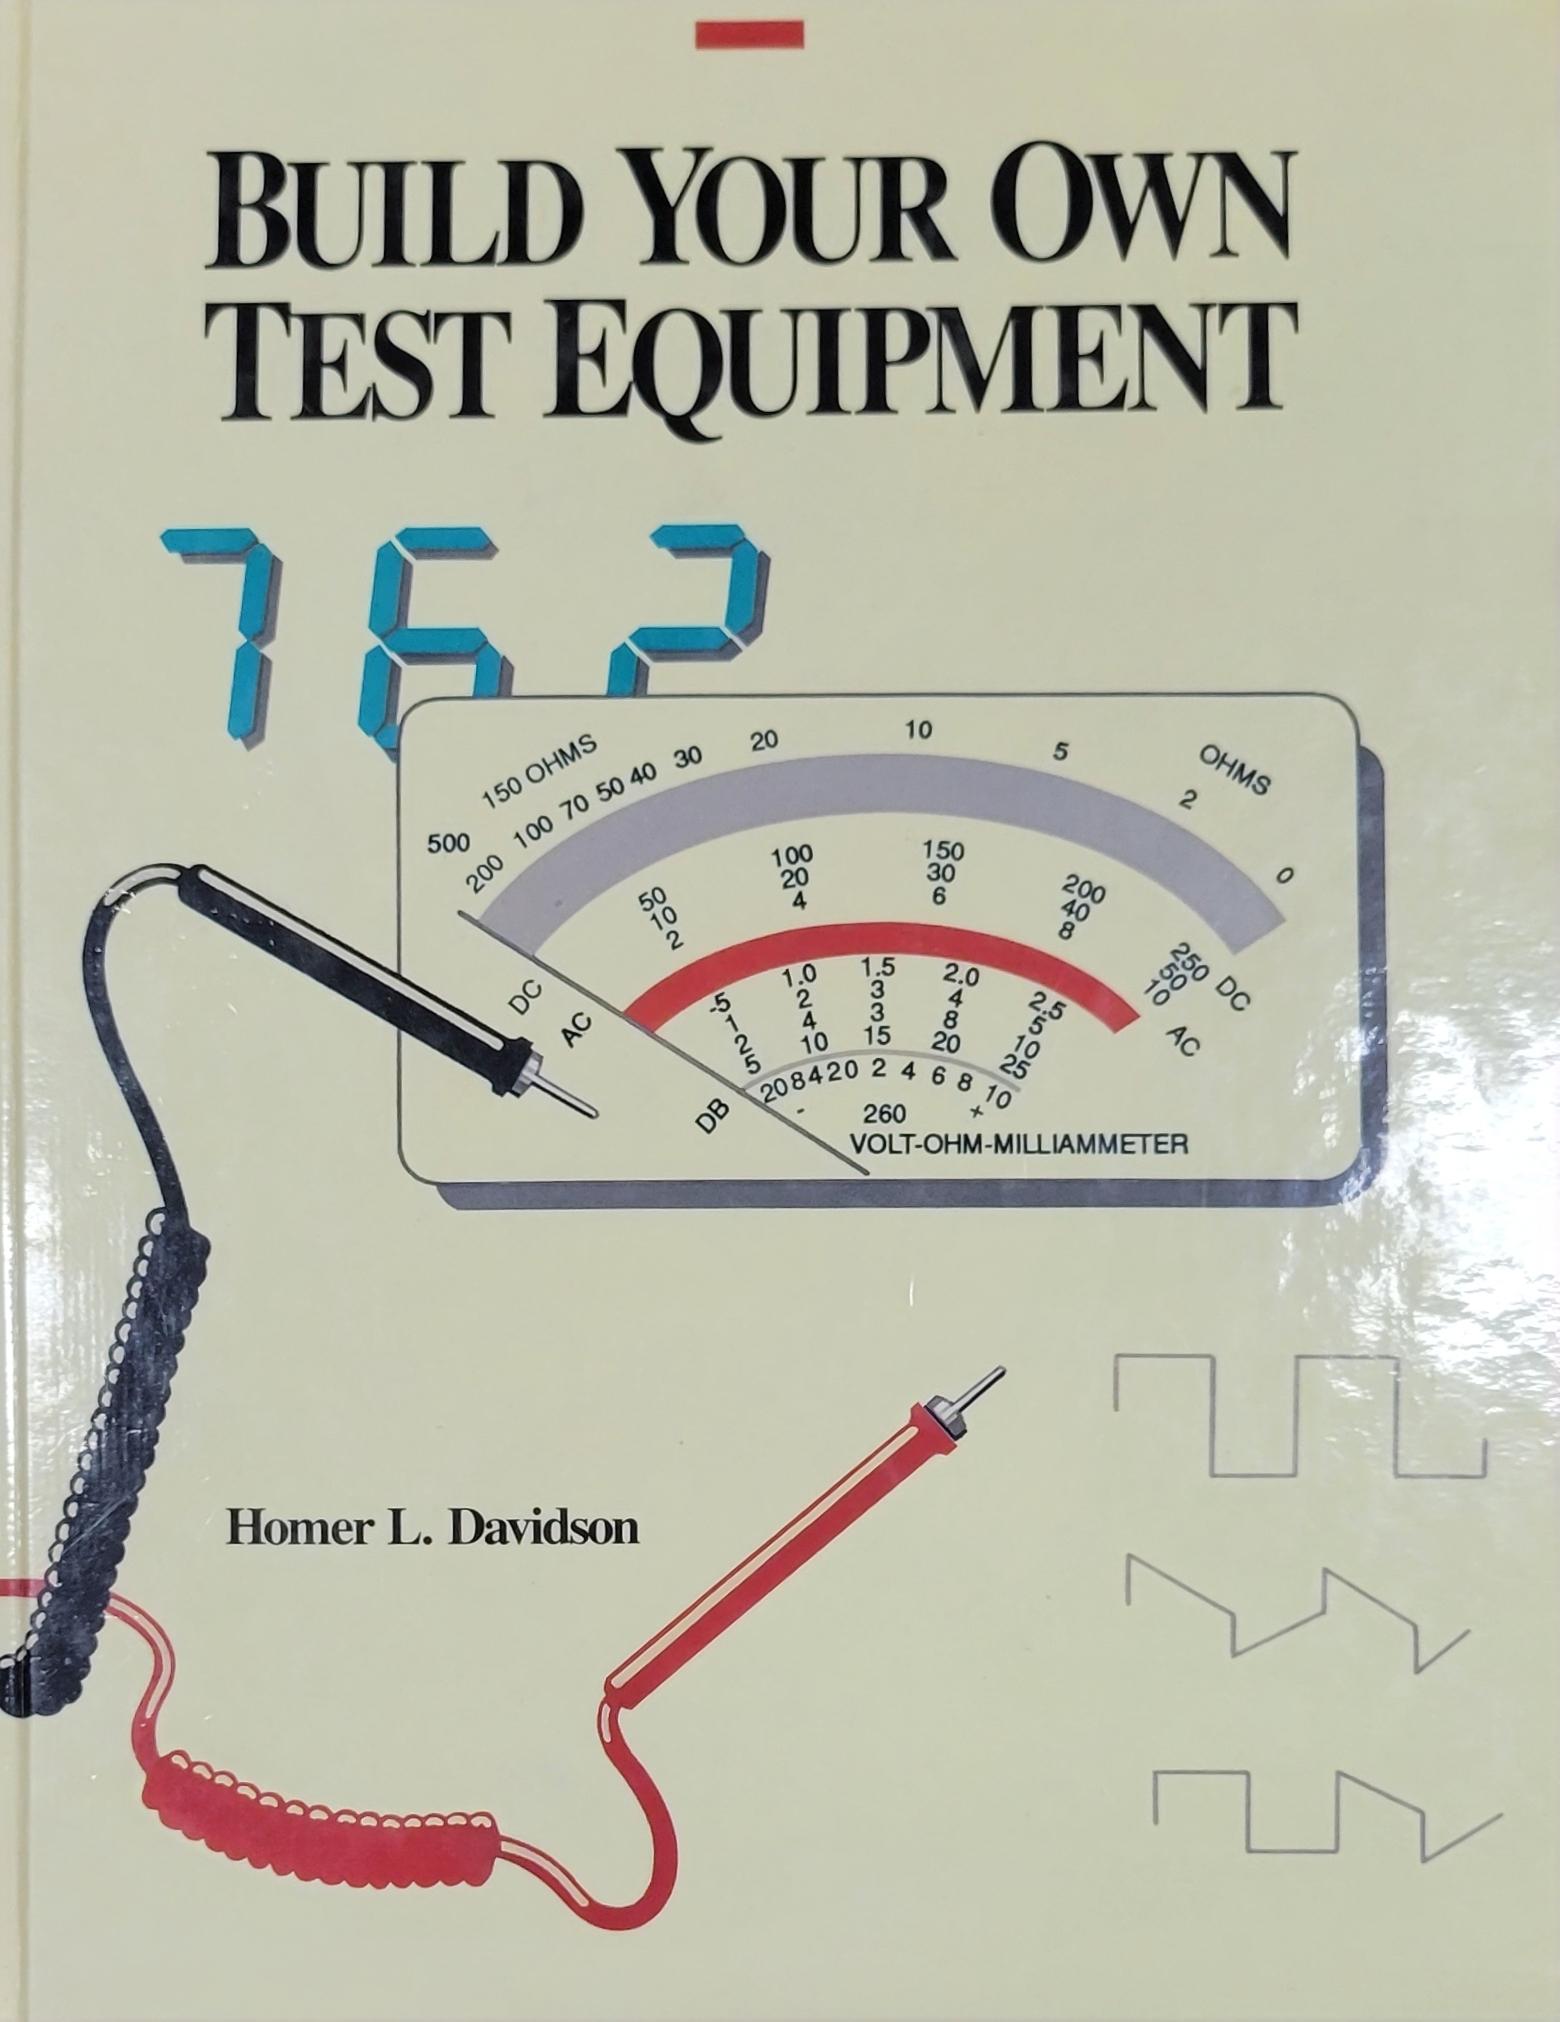 BUILD YOUR OWN
TEST EQUIPMENT
762
500
200
150 OHMS
100 70 50 40 30 20 10 5 2 0
OHMS
50 100 150 200 250 DC
10 20 30 40 50
2 4 6 8 10 AC
DC
AC
-5 1.0 1.5 2.0 2.5
1 2 3 4 5
2 4 3 8 10
5 10 15 20 25
20 8 4 2 0 2 4 6 8 10
DB
- 260 +
VOLT-OHM-MILLIAMMETER
Homer L. Davidson